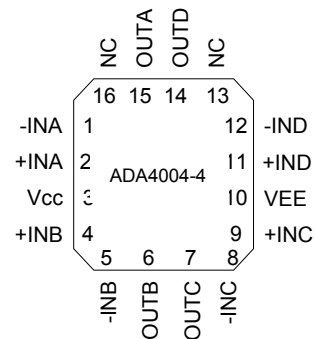 NC OUTA OUTD NC
16 15 14 13
-INA 1 12 -IND
+INA 2 ADA4004-4 11 +IND
Vcc 3 10 VEE
+INB 4 9 +INC
5 6 7 8
-INB OUTB OUTC -INC